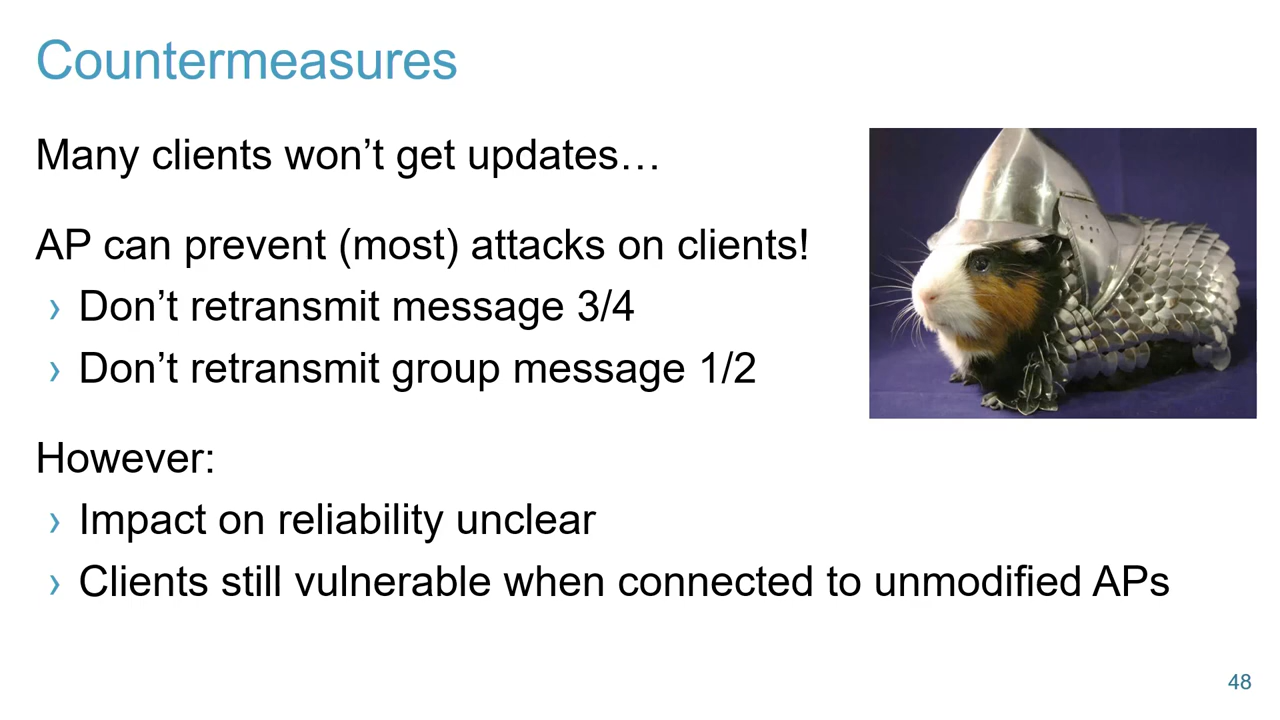 Countermeasures
Many clients won’t get updates…
AP can prevent (most) attacks on clients!
› Don’t retransmit message 3/4
› Don’t retransmit group message 1/2
However:
› Impact on reliability unclear
› Clients still vulnerable when connected to unmodified APs
48